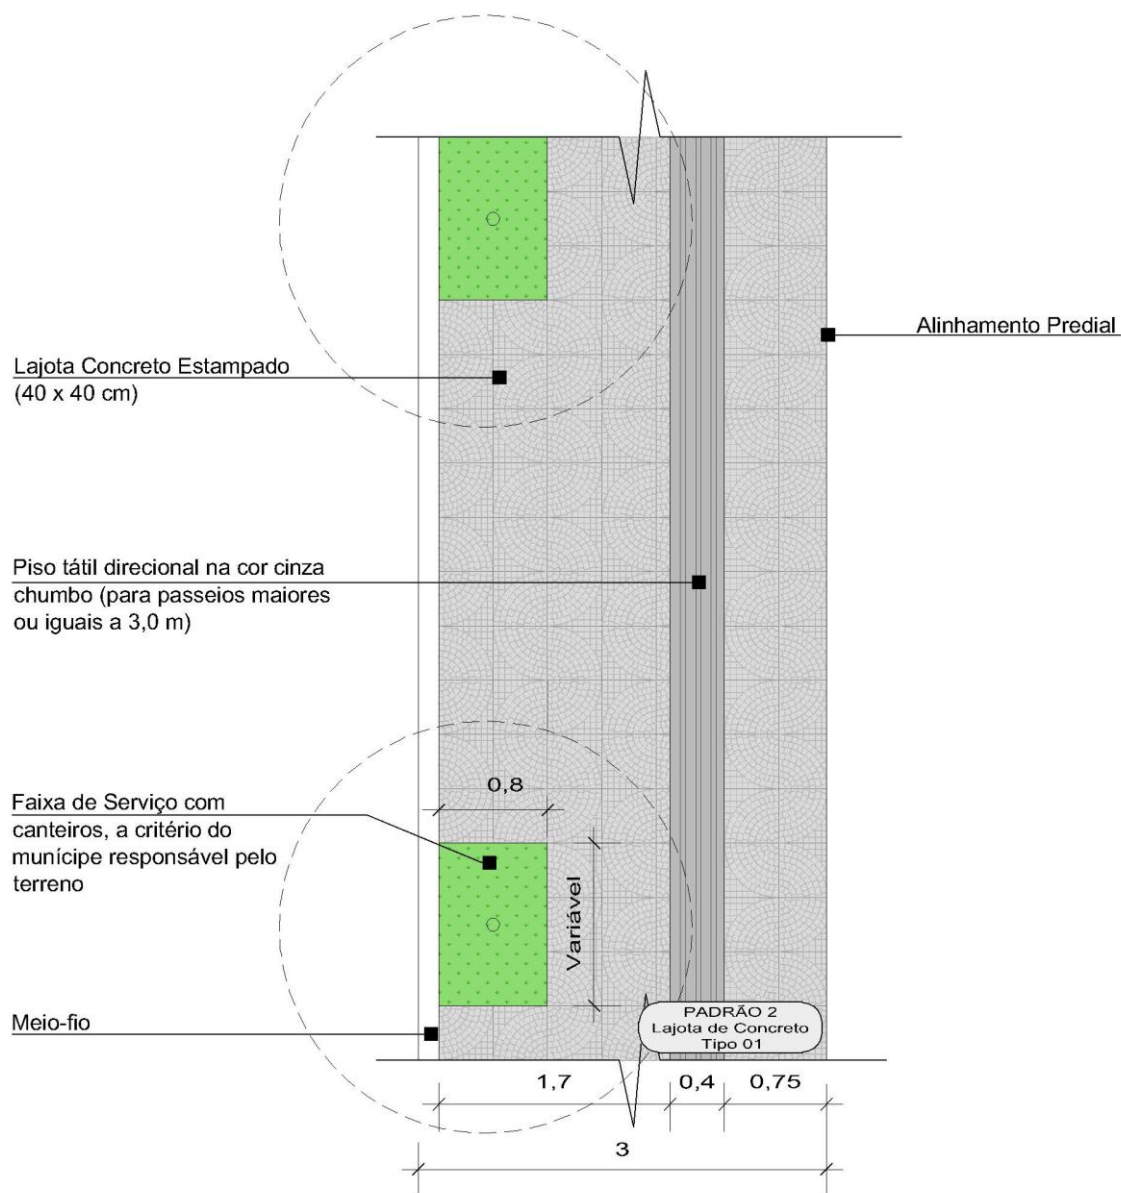 Alinhamento Predial
Lajota Concreto Estampado
(40 x 40 cm)
Piso tátil direcional na cor cinza
chumbo (para passeios maiores
ou iguais a 3,0 m)
0,8
Faixa de Serviço com
canteiros, a critério do
munícipe responsável pelo
terreno
Variável
Meio-fio
PADRÃO 2
Lajota de Concreto
Tipo 01
1,7
0,4
0,75
3